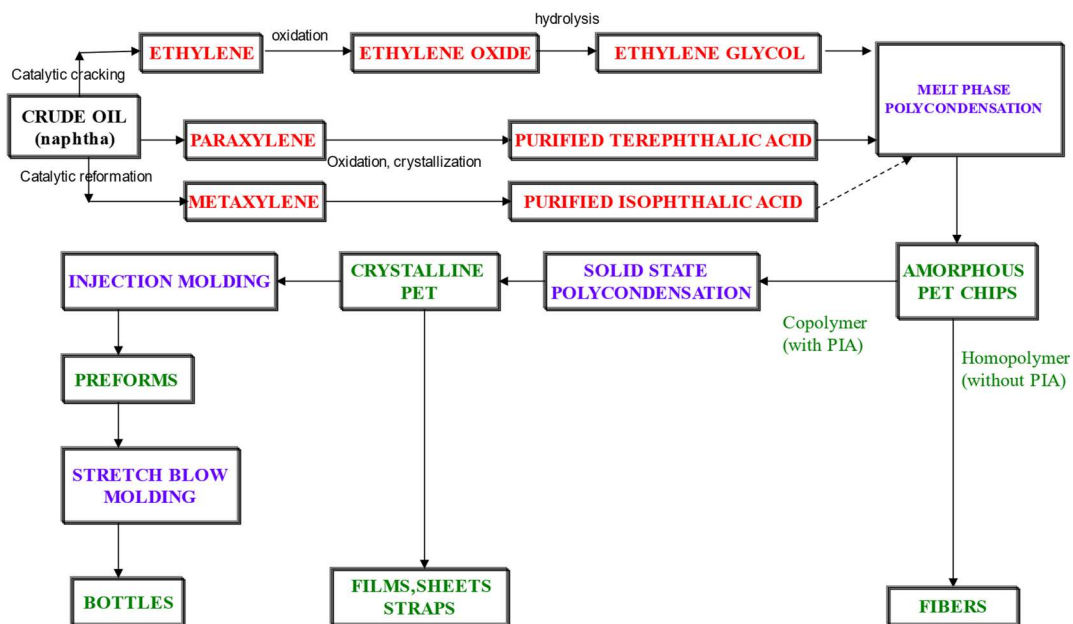 hydrolysis
ETHYLENE
oxidation
ETHYLENE OXIDE
ETHYLENE GLYCOL
Catalytic cracking
MELT PHASE
POLYCONDENSATION
CRUDE OIL
(naphtha)
PARAXYLENE
Oxidation, crystallization
PURIFIED TEREPHTHALIC ACID
Catalytic reformation
METAXYLENE
PURIFIED ISOPHTHALIC ACID
INJECTION MOLDING
CRYSTALLINE
PET
SOLID STATE
POLYCONDENSATION
AMORPHOUS
PET CHIPS
Copolymer
(with PIA)
Homopolymer
(without PIA)
PREFORMS
STRETCH BLOW
MOLDING
BOTTLES
FILMS,SHEETS
STRAPS
FIBERS